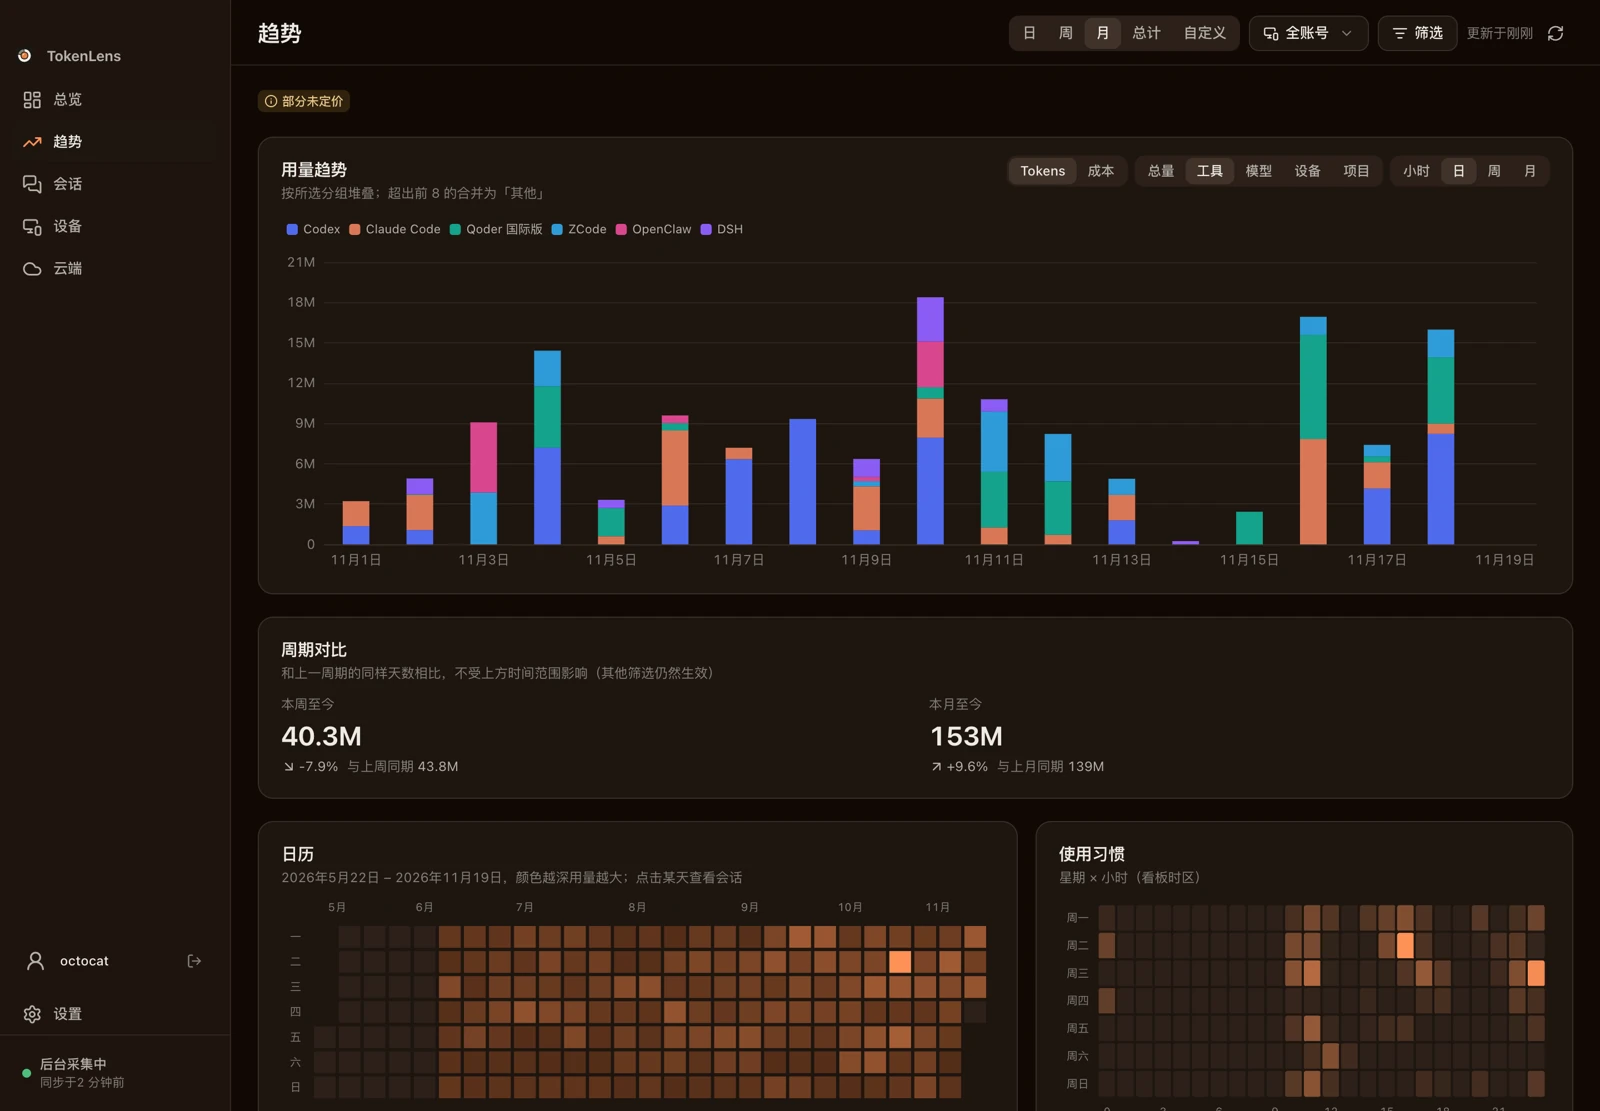 TokenLens
总览
趋势
会话
设备
云端
octocat
设置
后台采集中
同步于2 分钟前
趋势
日 周 月 总计 自定义
全账号
筛选
更新于刚刚
部分未定价
用量趋势
按所选分组堆叠；超出前 8 的合并为「其他」
Tokens 成本
总量 工具 模型 设备 项目
小时 日 周 月
Codex Claude Code Qoder 国际版 ZCode OpenClaw DSH
21M
18M
15M
12M
9M
6M
3M
0
11月1日 11月3日 11月5日 11月7日 11月9日 11月11日 11月13日 11月15日 11月17日 11月19日
周期对比
和上一周期的同样天数相比，不受上方时间范围影响（其他筛选仍然生效）
本周至今
40.3M
↘ -7.9% 与上周同期 43.8M
本月至今
153M
↗ +9.6% 与上月同期 139M
日历
2026年5月22日 – 2026年11月19日，颜色越深用量越大；点击某天查看会话
5月 6月 7月 8月 9月 10月 11月
一
二
三
四
五
六
日
使用习惯
星期 × 小时（看板时区）
周一
周二
周三
周四
周五
周六
周日